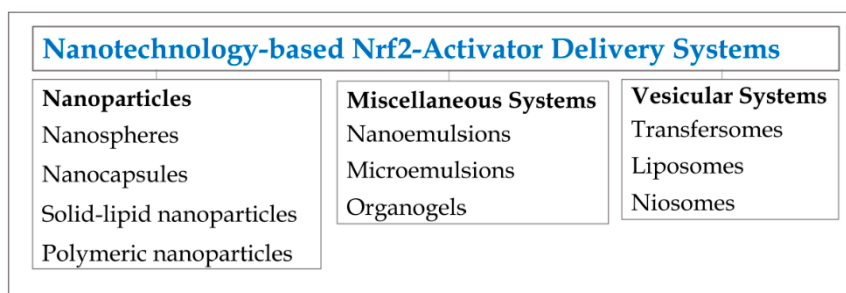 Nanotechnology-based Nrf2-Activator Delivery Systems
Nanoparticles
Nanospheres
Nanocapsules
Solid-lipid nanoparticles
Polymeric nanoparticles
Miscellaneous Systems
Nanoemulsions
Microemulsions
Organogels
Vesicular Systems
Transfersomes
Liposomes
Niosomes